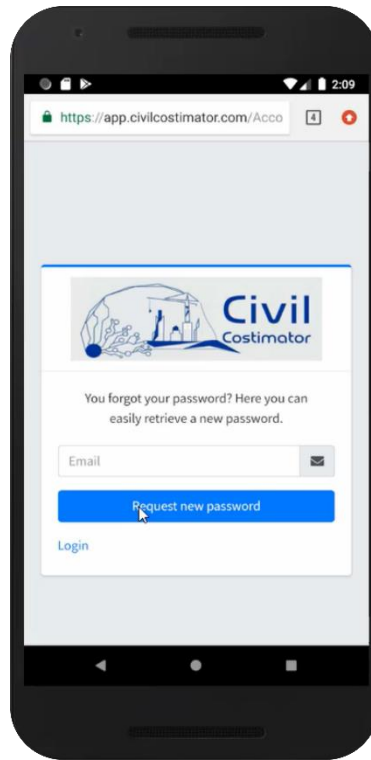 2:09
https://app.civilcostimator.com/Acco
4
Civil
Costimator
You forgot your password? Here you can
easily retrieve a new password.
Email
Request new password
Login